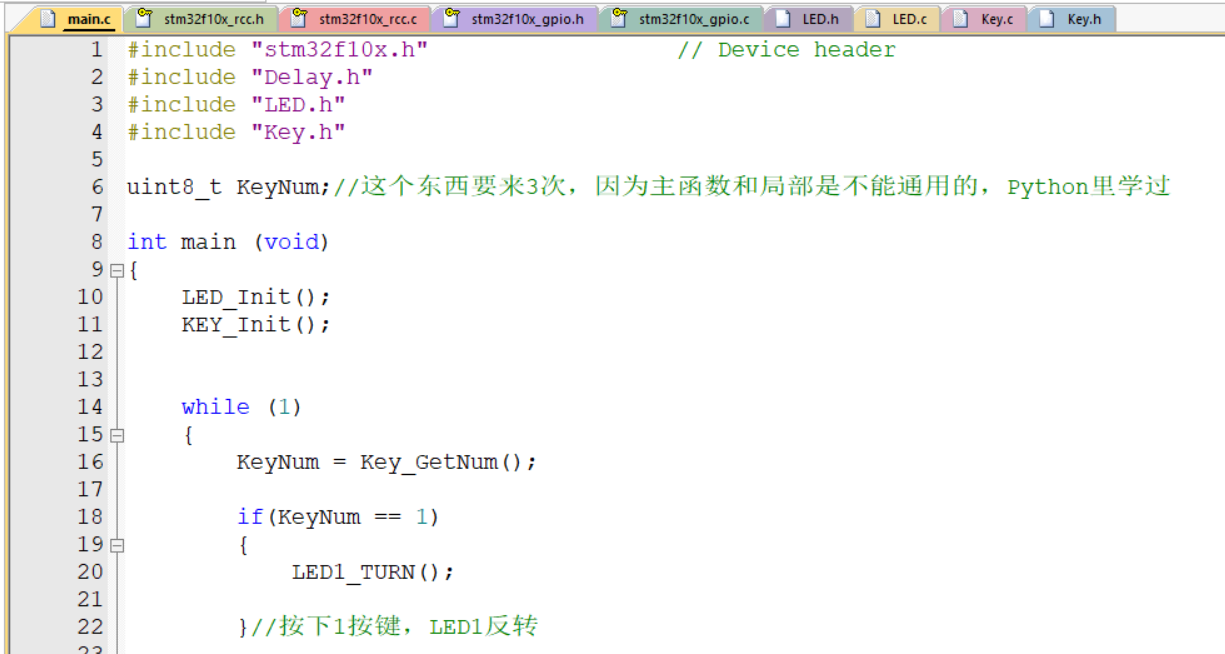 main.c stm32f10x_rcc.h stm32f10x_rcc.c stm32f10x_gpio.h stm32f10x_gpio.c LED.h LED.c Key.c Key.h
1 #include "stm32f10x.h" // Device header
2 #include "Delay.h"
3 #include "LED.h"
4 #include "Key.h"
5
6 uint8_t KeyNum;//这个东西要来3次，因为主函数和局部是不能通用的，Python里学过
7
8 int main (void)
9 {
10 LED_Init();
11 KEY_Init();
12
13
14 while (1)
15 {
16 KeyNum = Key_GetNum();
17
18 if(KeyNum == 1)
19 {
20 LED1_TURN();
21
22 }//按下1按键，LED1反转
23